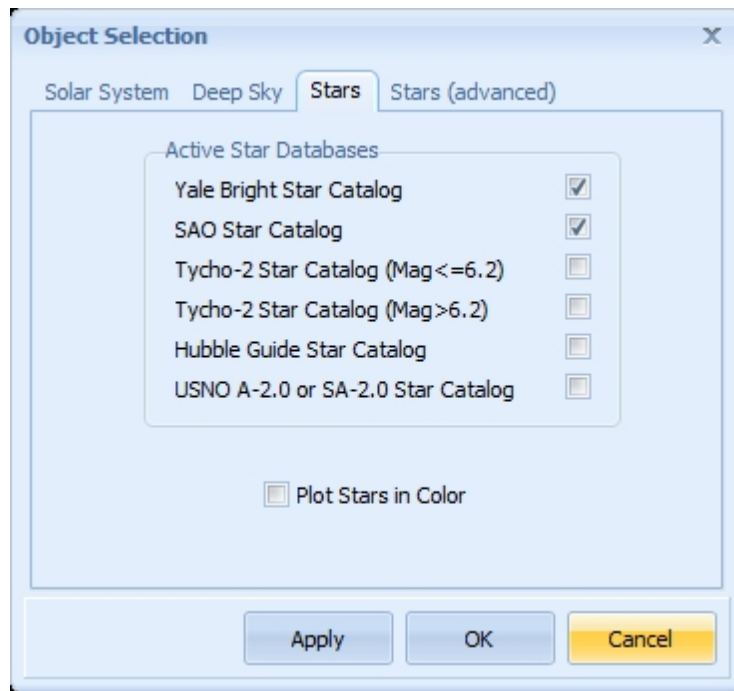 Object Selection
Solar System Deep Sky Stars Stars (advanced)
Active Star Databases
Yale Bright Star Catalog
SAO Star Catalog
Tycho-2 Star Catalog (Mag<=6.2)
Tycho-2 Star Catalog (Mag>6.2)
Hubble Guide Star Catalog
USNO A-2.0 or SA-2.0 Star Catalog
Plot Stars in Color
Apply OK Cancel